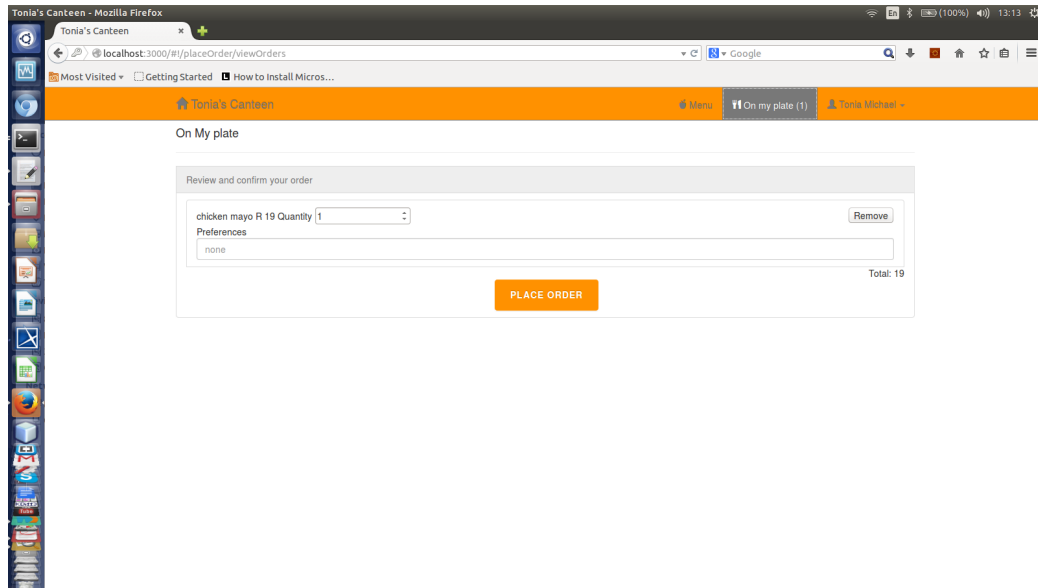 Tonia's Canteen - Mozilla Firefox
En (100%) 13:13
Tonia's Canteen
localhost:3000/#!/placeOrder/viewOrders
Google
Most Visited Getting Started How to Install Micros...
Tonia's Canteen Menu On my plate (1) Tonia Michael
On My plate
Review and confirm your order
chicken mayo R 19 Quantity 1 Remove
Preferences
none
Total: 19
PLACE ORDER